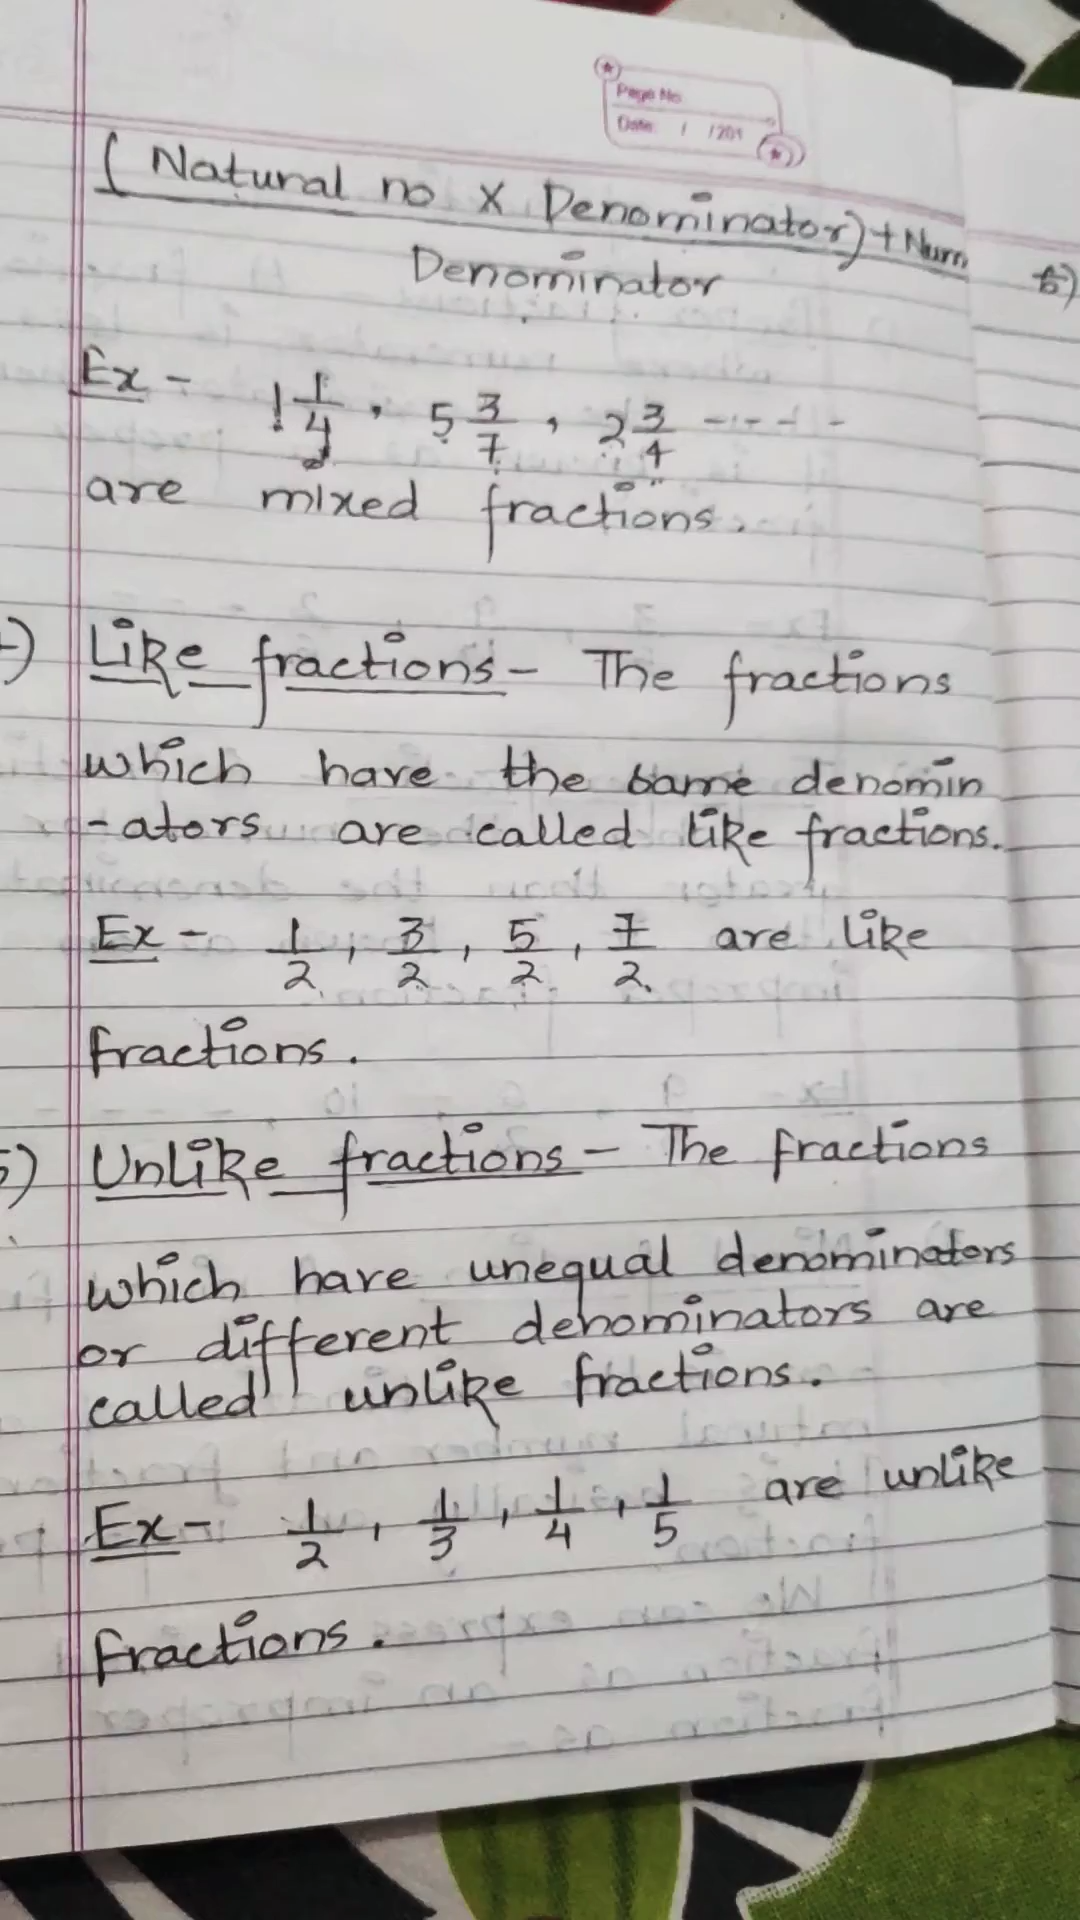 Page No.
Date: / /201
(Natural no X Denominator) + Num
Denominator
Ex - 1 1/4, 5 3/7, 2 3/4 -----
are mixed fractions.
) Like fractions - The fractions
which have the same denomin
-ators are called like fractions.
Ex - 1/2, 3/2, 5/2, 7/2 are like
fractions.
5) Unlike fractions - The fractions
which have unequal denominators
or different denominators are
called unlike fractions.
Ex - 1/2, 1/3, 1/4, 1/5 are unlike
fractions.
6)